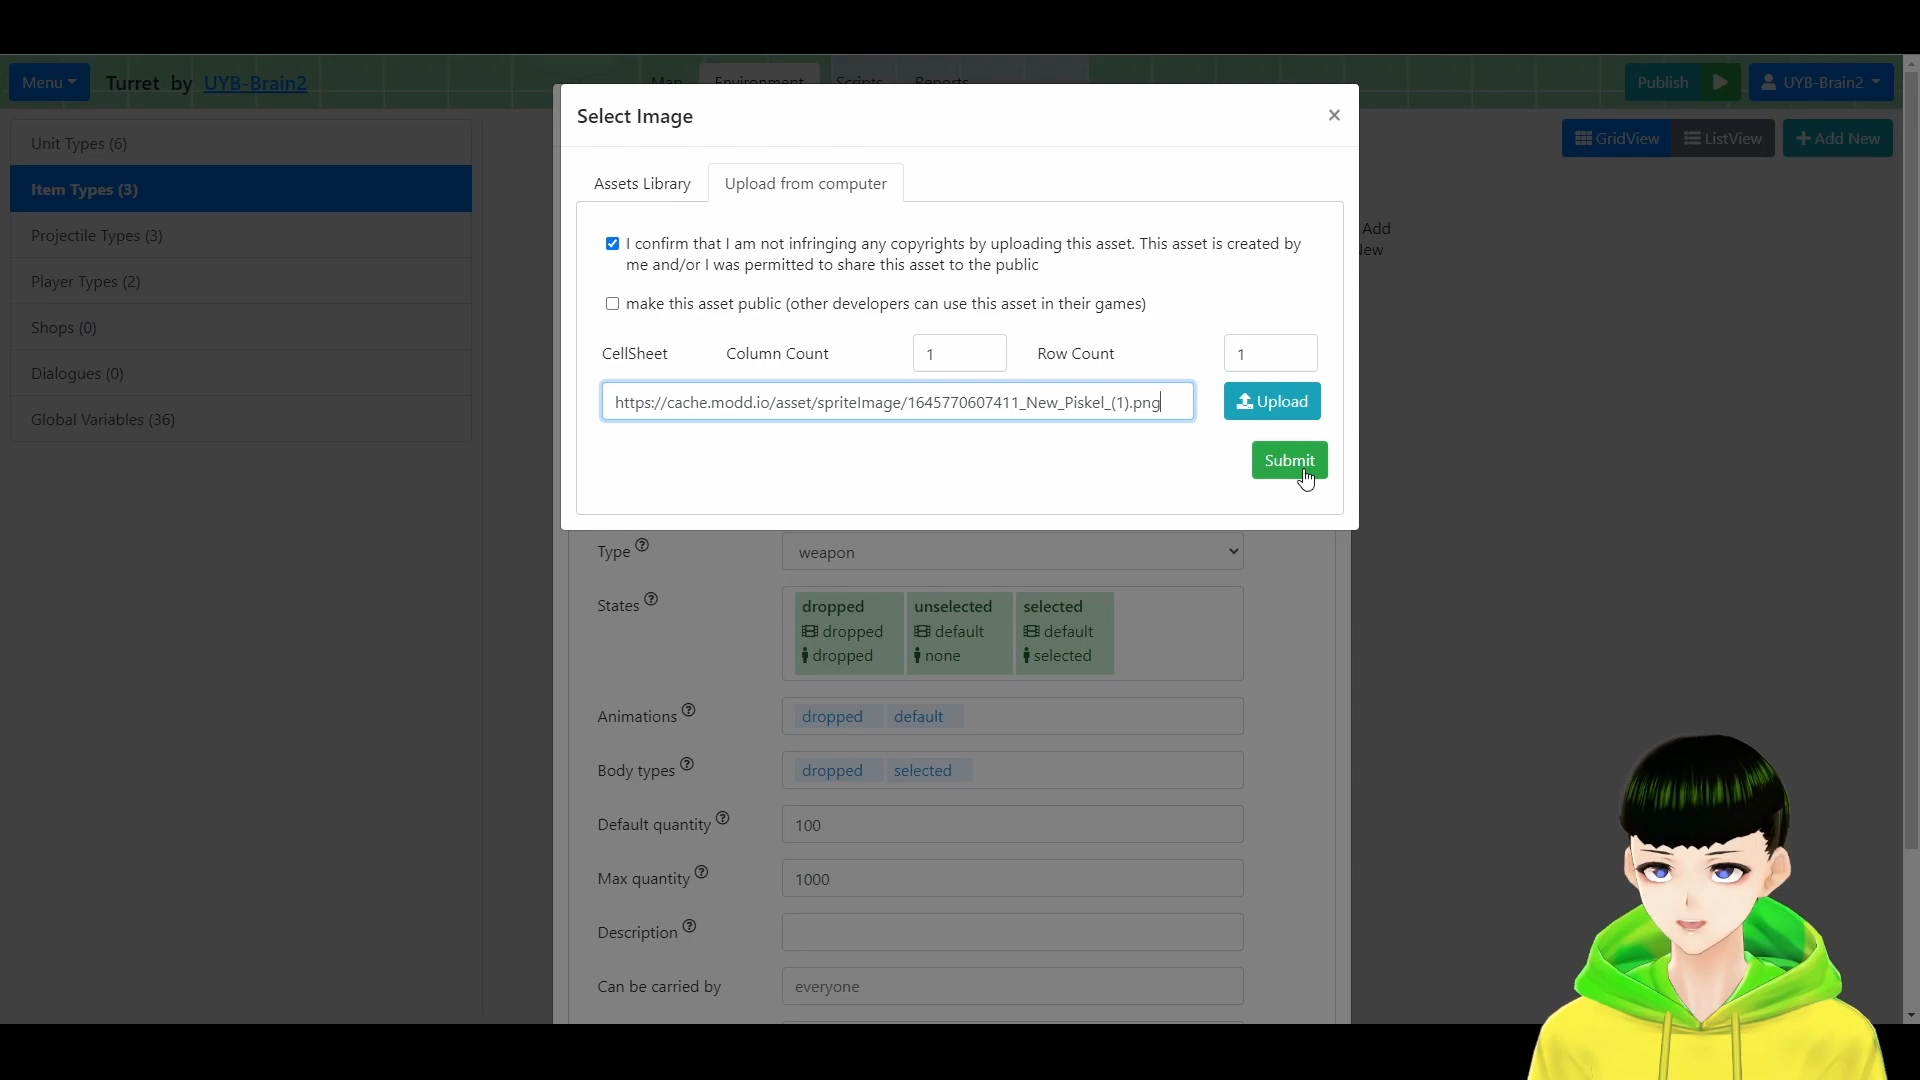 Menu
Turret by UYB-Brain2
Map Environment Scripts Reports
Publish
UYB-Brain2
Unit Types (6)
Item Types (3)
Projectile Types (3)
Player Types (2)
Shops (0)
Dialogues (0)
Global Variables (36)
GridView
ListView
Add New
Add
Select Image
×
Assets Library
Upload from computer
I confirm that I am not infringing any copyrights by uploading this asset. This asset is created by
me and/or I was permitted to share this asset to the public
make this asset public (other developers can use this asset in their games)
CellSheet Column Count 1 Row Count 1
https://cache.modd.io/asset/spriteImage/1645770607411_New_Piskel_(1).png
Upload
Submit
Type
weapon
States
dropped unselected selected
dropped default default
dropped none selected
Animations
dropped default
Body types
dropped selected
Default quantity
100
Max quantity
1000
Description
Can be carried by
everyone